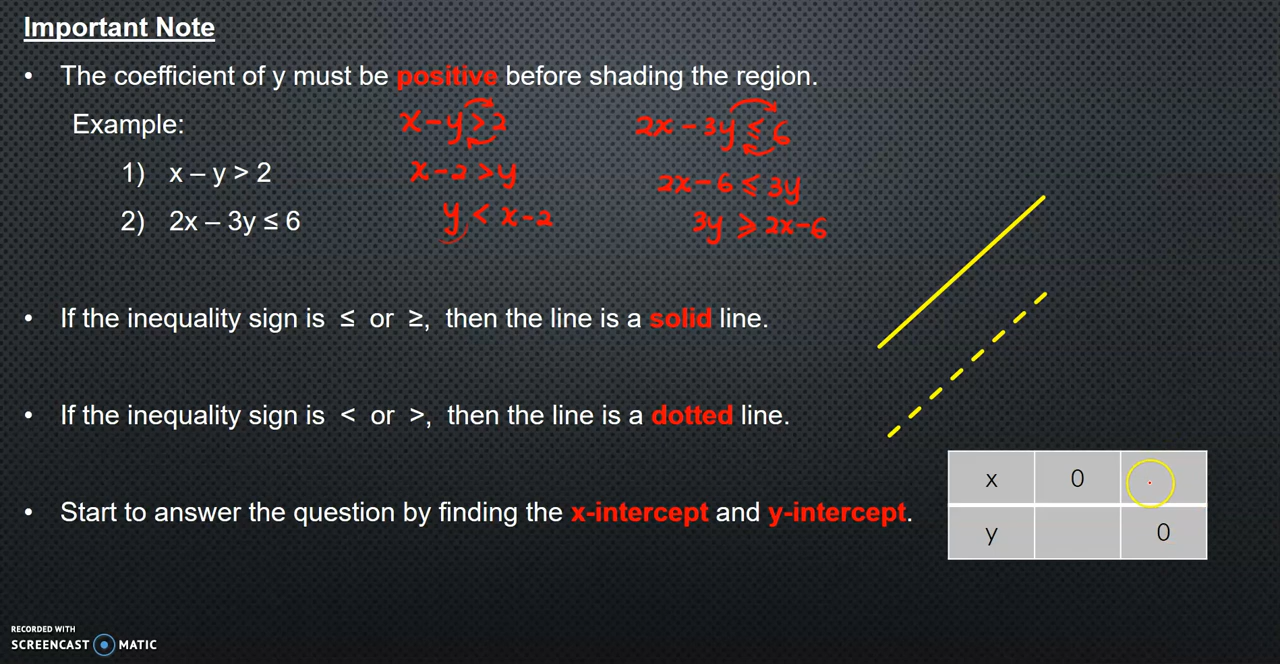 Important Note
• The coefficient of y must be positive before shading the region.
Example:
x – y > 2
2x – 3y ≤ 6
1) x – y > 2
x – 2 > y
2x – 6 ≤ 3y
2) 2x – 3y ≤ 6
y < x – 2
3y ≥ 2x – 6
• If the inequality sign is ≤ or ≥, then the line is a solid line.
• If the inequality sign is < or >, then the line is a dotted line.
x 0
• Start to answer the question by finding the x-intercept and y-intercept.
y 0
RECORDED WITH
SCREENCAST MATIC